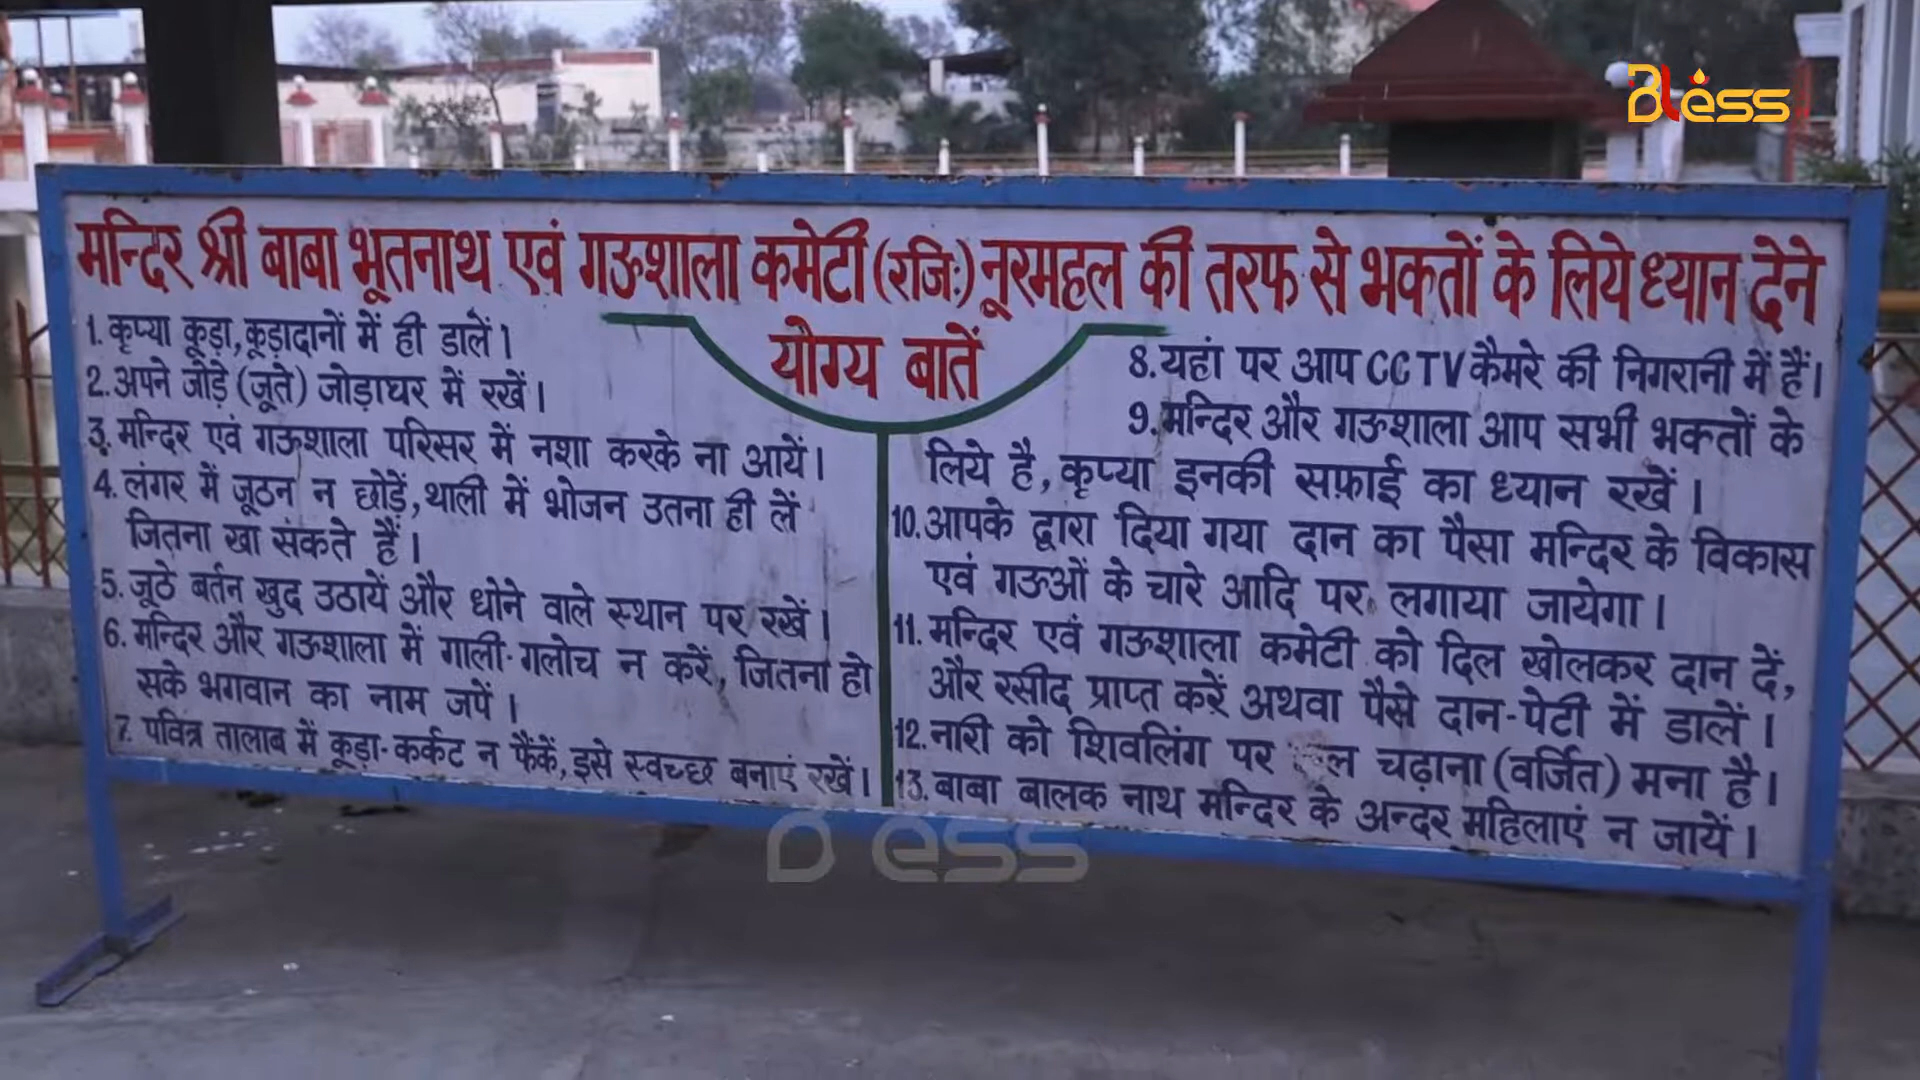 Bless
मन्दिर श्री बाबा भूतनाथ एवं गऊशाला कमेटी (रजि:) नूरमहल की तरफ से भक्तों के लिये ध्यान देने
योग्य बातें
1. कृप्या कूड़ा, कूड़ादानों में ही डालें।
2. अपने जोड़े (जूते) जोड़ाघर में रखें।
3. मन्दिर एवं गऊशाला परिसर में नशा करके ना आयें।
4. लंगर में जूठन न छोड़ें, थाली में भोजन उतना ही लें
जितना खा संकते हैं।
5. जूठे बर्तन खुद उठायें और धोने वाले स्थान पर रखें।
6. मन्दिर और गऊशाला में गाली-गलोच न करें, जितना हो
सके भगवान का नाम जपें।
7. पवित्र तालाब में कूड़ा-कर्कट न फैंकें, इसे स्वच्छ बनाएं रखें।
8. यहां पर आप CCTV कैमरे की निगरानी में हैं।
9. मन्दिर और गऊशाला आप सभी भक्तों के
लिये है, कृप्या इनकी सफ़ाई का ध्यान रखें।
10. आपके द्वारा दिया गया दान का पैसा मन्दिर के विकास
एवं गऊओं के चारे आदि पर लगाया जायेगा।
11. मन्दिर एवं गऊशाला कमेटी को दिल खोलकर दान दें,
और रसीद प्राप्त करें अथवा पैसे दान-पेटी में डालें।
12. नारी को शिवलिंग पर चढ़ाना (वर्जित) मना है।
13. बाबा बालक नाथ मन्दिर के अन्दर महिलाएं न जायें।
Bless